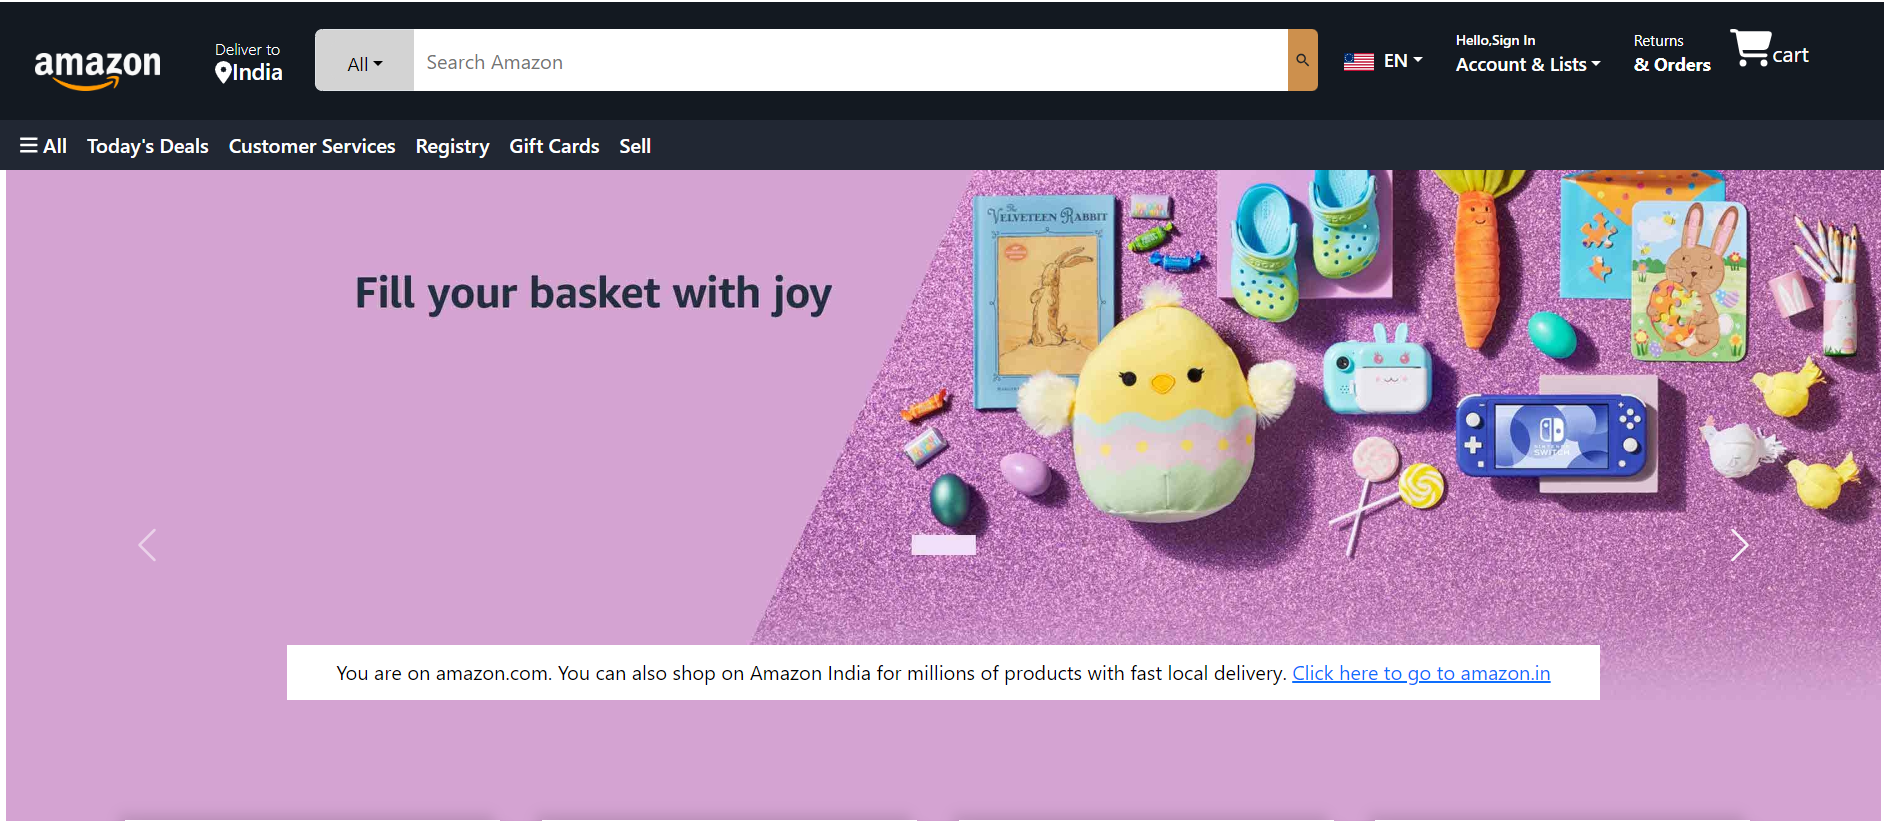 amazon
Deliver to
India
All
Search Amazon
EN
Hello,Sign In
Account & Lists
Returns
& Orders
cart
All
Today's Deals
Customer Services
Registry
Gift Cards
Sell
Fill your basket with joy
The
VELVETEEN RABBIT
NINTENDO
SWITCH
You are on amazon.com. You can also shop on Amazon India for millions of products with fast local delivery. Click here to go to amazon.in